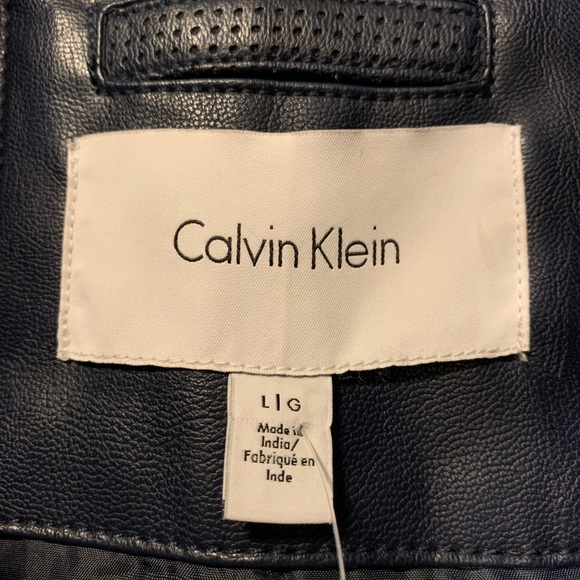 Calvin Klein
L|G
Made in
India/
Fabriqué en
Inde